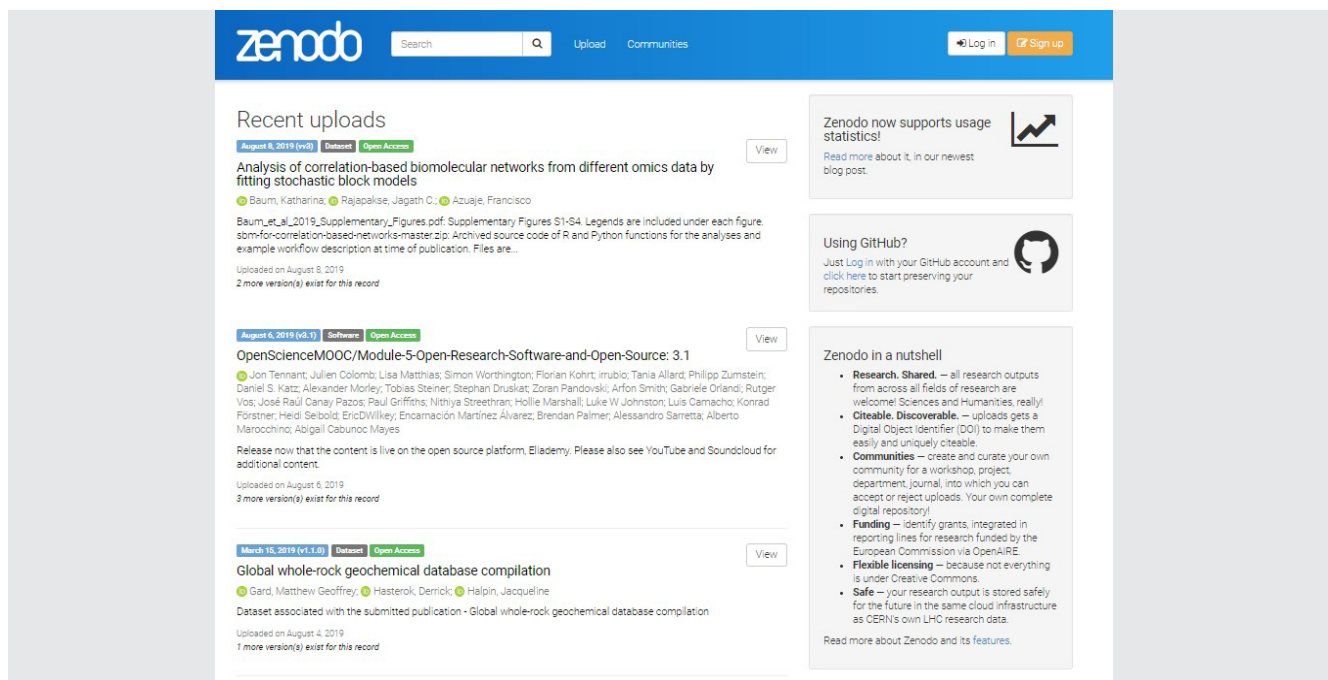 zenodo
Search
Upload
Communities
Log in
Sign up
Recent uploads
August 8, 2019 (vv3) Dataset Open Access
View
Analysis of correlation-based biomolecular networks from different omics data by
fitting stochastic block models
Baum, Katharina; Rajapakse, Jagath C.; Azuaje, Francisco
Baum_et_al_2019_Supplementary_Figures.pdf: Supplementary Figures S1-S4. Legends are included under each figure.
sbm-for-correlation-based-networks-master.zip: Archived source code of R and Python functions for the analyses and
example workflow description at time of publication. Files are...
Uploaded on August 8, 2019
2 more version(s) exist for this record
August 6, 2019 (v3.1) Software Open Access
View
OpenScienceMOOC/Module-5-Open-Research-Software-and-Open-Source: 3.1
Jon Tennant; Julien Colomb; Lisa Matthias; Simon Worthington; Florian Kohrt; irrubio; Tania Allard; Philipp Zumstein;
Daniel S. Katz; Alexander Morley; Tobias Steiner; Stephan Druskat; Zoran Pandovski; Arfon Smith; Gabriele Orlandi; Rutger
Vos; José Raúl Canay Pazos; Paul Griffiths; Nithiya Streethran; Hollie Marshall; Luke W Johnston; Luis Camacho; Konrad
Förstner; Heidi Seibold; EricDWilkey; Encarnación Martínez Álvarez; Brendan Palmer; Alessandro Sarretta; Alberto
Marocchino; Abigail Cabunoc Mayes
Release now that the content is live on the open source platform, Eliademy. Please also see YouTube and Soundcloud for
additional content.
Uploaded on August 6, 2019
3 more version(s) exist for this record
March 15, 2019 (v1.1.0) Dataset Open Access
View
Global whole-rock geochemical database compilation
Gard, Matthew Geoffrey; Hasterok, Derrick; Halpin, Jacqueline
Dataset associated with the submitted publication - Global whole-rock geochemical database compilation
Uploaded on August 4, 2019
1 more version(s) exist for this record
Zenodo now supports usage
statistics!
Read more about it, in our newest
blog post.
Using GitHub?
Just Log in with your GitHub account and
click here to start preserving your
repositories.
Zenodo in a nutshell
• Research. Shared. — all research outputs
from across all fields of research are
welcome! Sciences and Humanities, really!
• Citeable. Discoverable. — uploads gets a
Digital Object Identifier (DOI) to make them
easily and uniquely citeable.
• Communities — create and curate your own
community for a workshop, project,
department, journal, into which you can
accept or reject uploads. Your own complete
digital repository!
• Funding — identify grants, integrated in
reporting lines for research funded by the
European Commission via OpenAIRE.
• Flexible licensing — because not everything
is under Creative Commons.
• Safe — your research output is stored safely
for the future in the same cloud infrastructure
as CERN's own LHC research data.
Read more about Zenodo and its features.